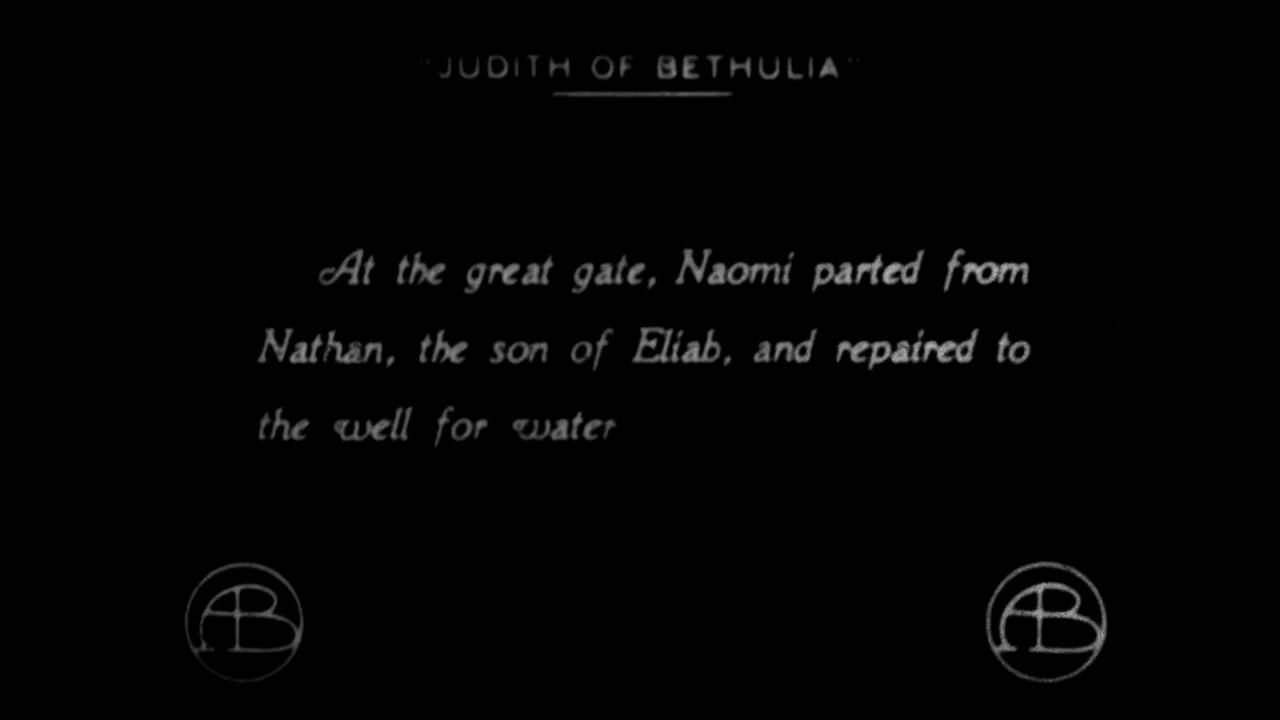 "JUDITH OF BETHULIA"
At the great gate, Naomi parted from
Nathan, the son of Eliab, and repaired to
the well for water
AB AB